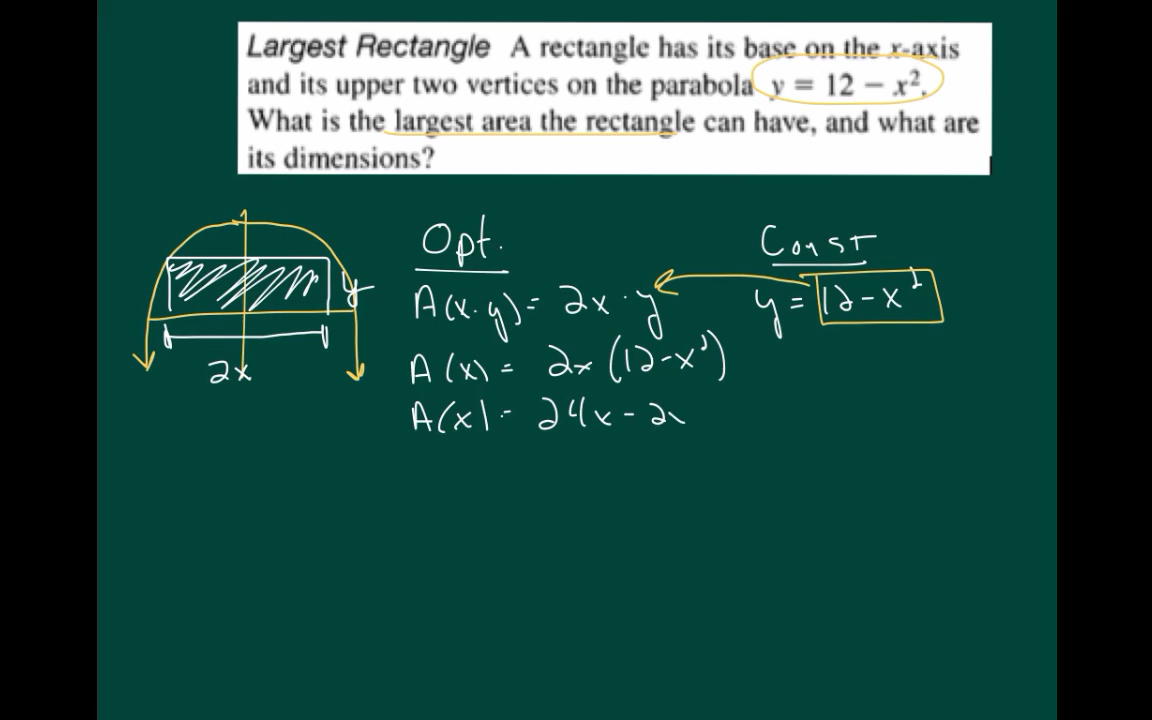 Largest Rectangle A rectangle has its base on the x-axis
and its upper two vertices on the parabola y = 12 − x².
What is the largest area the rectangle can have, and what are
its dimensions?
Opt.
Const
y
A(x·y) = 2x·y
y = 12-x²
2x
A(x) = 2x(12-x²)
A(x) = 24x - 2x